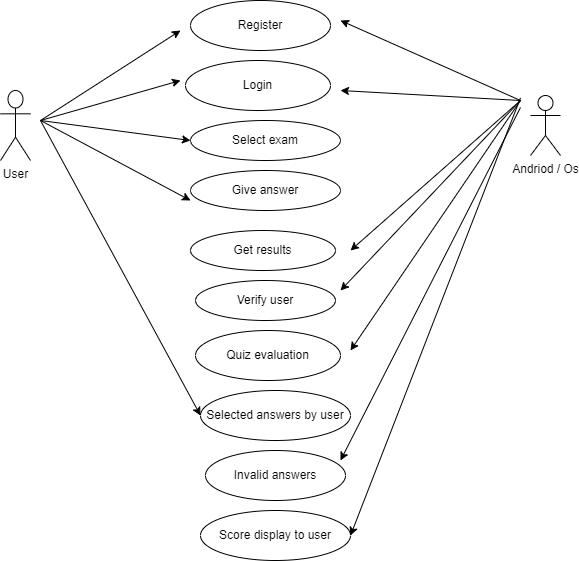 Register
Login
Select exam
User
Andriod / Os
Give answer
Get results
Verify user
Quiz evaluation
Selected answers by user
Invalid answers
Score display to user